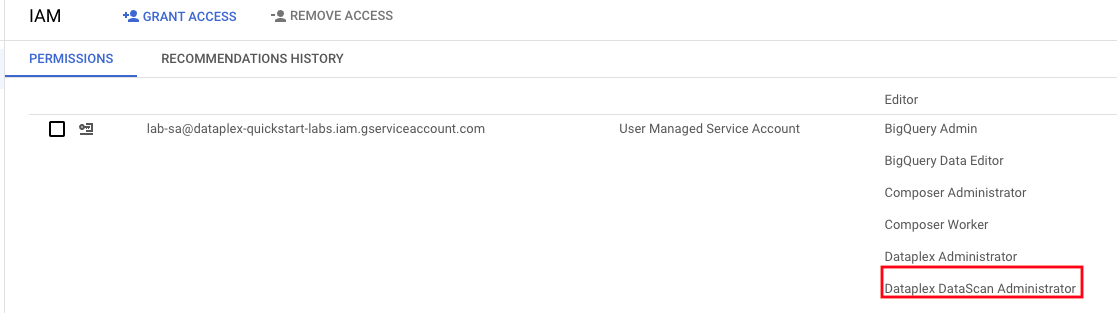 IAM GRANT ACCESS REMOVE ACCESS
PERMISSIONS RECOMMENDATIONS HISTORY
Editor
lab-sa@dataplex-quickstart-labs.iam.gserviceaccount.com User Managed Service Account BigQuery Admin
BigQuery Data Editor
Composer Administrator
Composer Worker
Dataplex Administrator
Dataplex DataScan Administrator